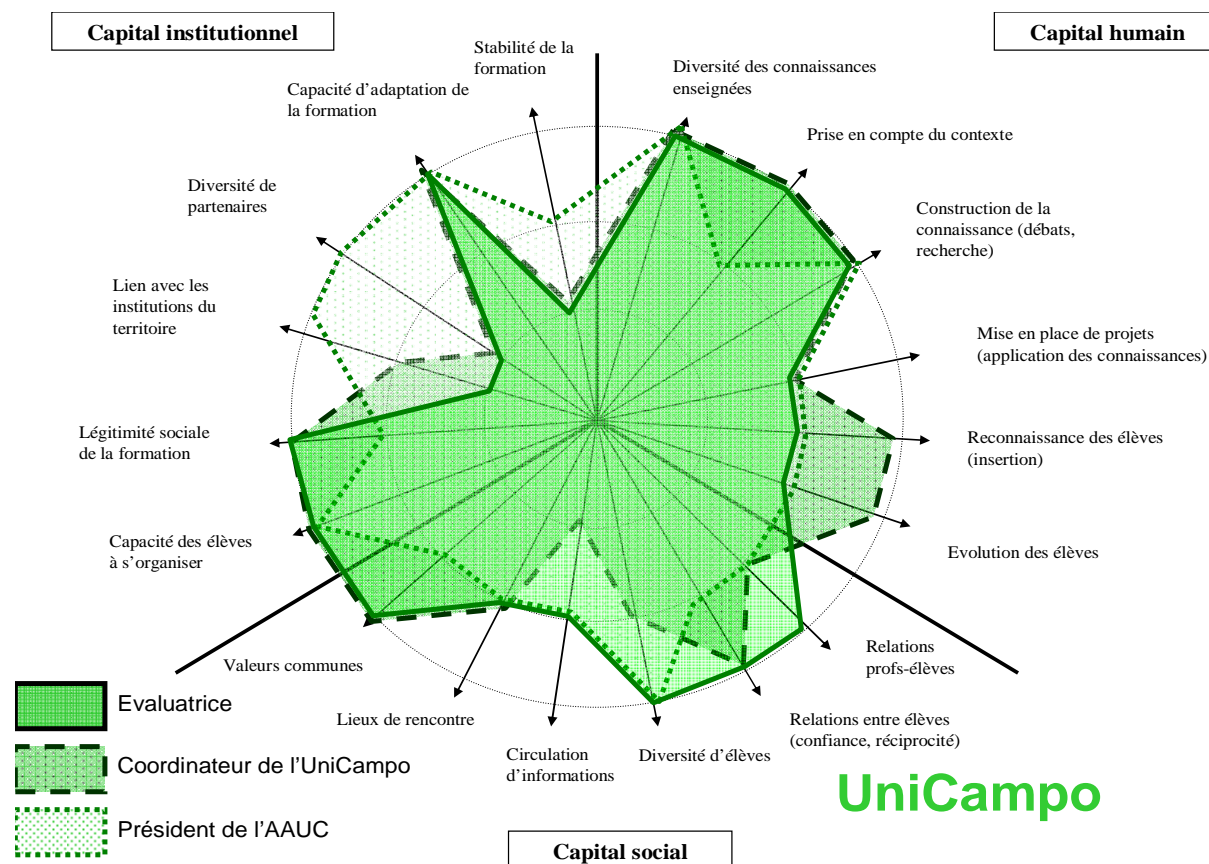 Capital institutionnel
Capital humain
Stabilité de la
formation
Diversité des connaissances
enseignées
Capacité d’adaptation de
la formation
Prise en compte du contexte
Diversité de
partenaires
Construction de la
connaissance (débats,
recherche)
Lien avec les
institutions du
territoire
Mise en place de projets
(application des connaissances)
Légitimité sociale
de la formation
Reconnaissance des élèves
(insertion)
Capacité des élèves
à s’organiser
Evolution des élèves
Valeurs communes
Relations
profs-élèves
Lieux de rencontre
Circulation
d’informations
Diversité d’élèves
Relations entre élèves
(confiance, réciprocité)
Evaluatrice
Coordinateur de l’UniCampo
Président de l’AAUC
UniCampo
Capital social